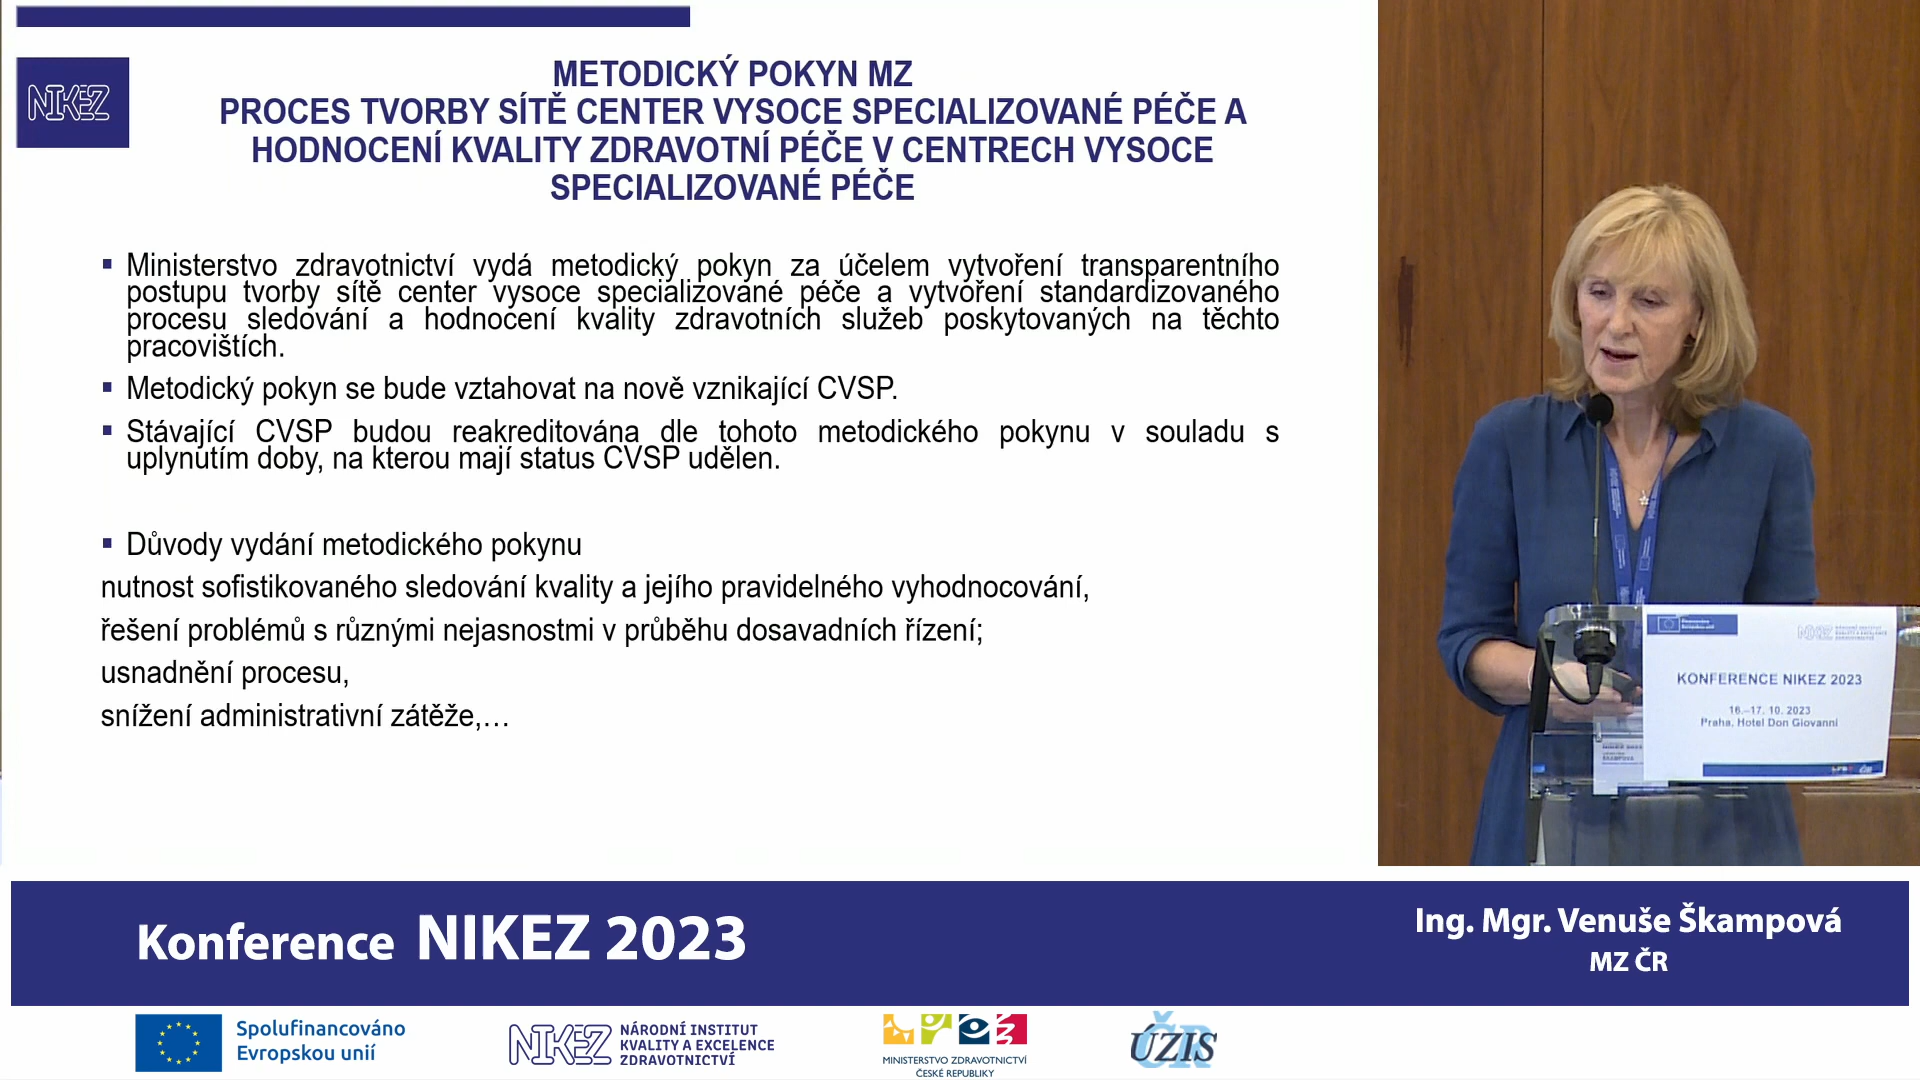 NIKEZ
METODICKÝ POKYN MZ
PROCES TVORBY SÍTĚ CENTER VYSOCE SPECIALIZOVANÉ PÉČE A
HODNOCENÍ KVALITY ZDRAVOTNÍ PÉČE V CENTRECH VYSOCE
SPECIALIZOVANÉ PÉČE
▪ Ministerstvo zdravotnictví vydá metodický pokyn za účelem vytvoření transparentního
postupu tvorby sítě center vysoce specializované péče a vytvoření standardizovaného
procesu sledování a hodnocení kvality zdravotních služeb poskytovaných na těchto
pracovištích.
▪ Metodický pokyn se bude vztahovat na nově vznikající CVSP.
▪ Stávající CVSP budou reakreditována dle tohoto metodického pokynu v souladu s
uplynutím doby, na kterou mají status CVSP udělen.
▪ Důvody vydání metodického pokynu
nutnost sofistikovaného sledování kvality a jejího pravidelného vyhodnocování,
řešení problémů s různými nejasnostmi v průběhu dosavadních řízení;
usnadnění procesu,
snížení administrativní zátěže,…
NIKEZ
KONFERENCE NIKEZ 2023
16.–17. 10. 2023
Praha, Hotel Don Giovanni
ŠKAMPOVÁ
Konference NIKEZ 2023
Ing. Mgr. Venuše Škampová
MZ ČR
Spolufinancováno
Evropskou unií
NIKEZ
NÁRODNÍ INSTITUT
KVALITY A EXCELENCE
ZDRAVOTNICTVÍ
MINISTERSTVO ZDRAVOTNICTVÍ
ČESKÉ REPUBLIKY
ÚZIS
ČR